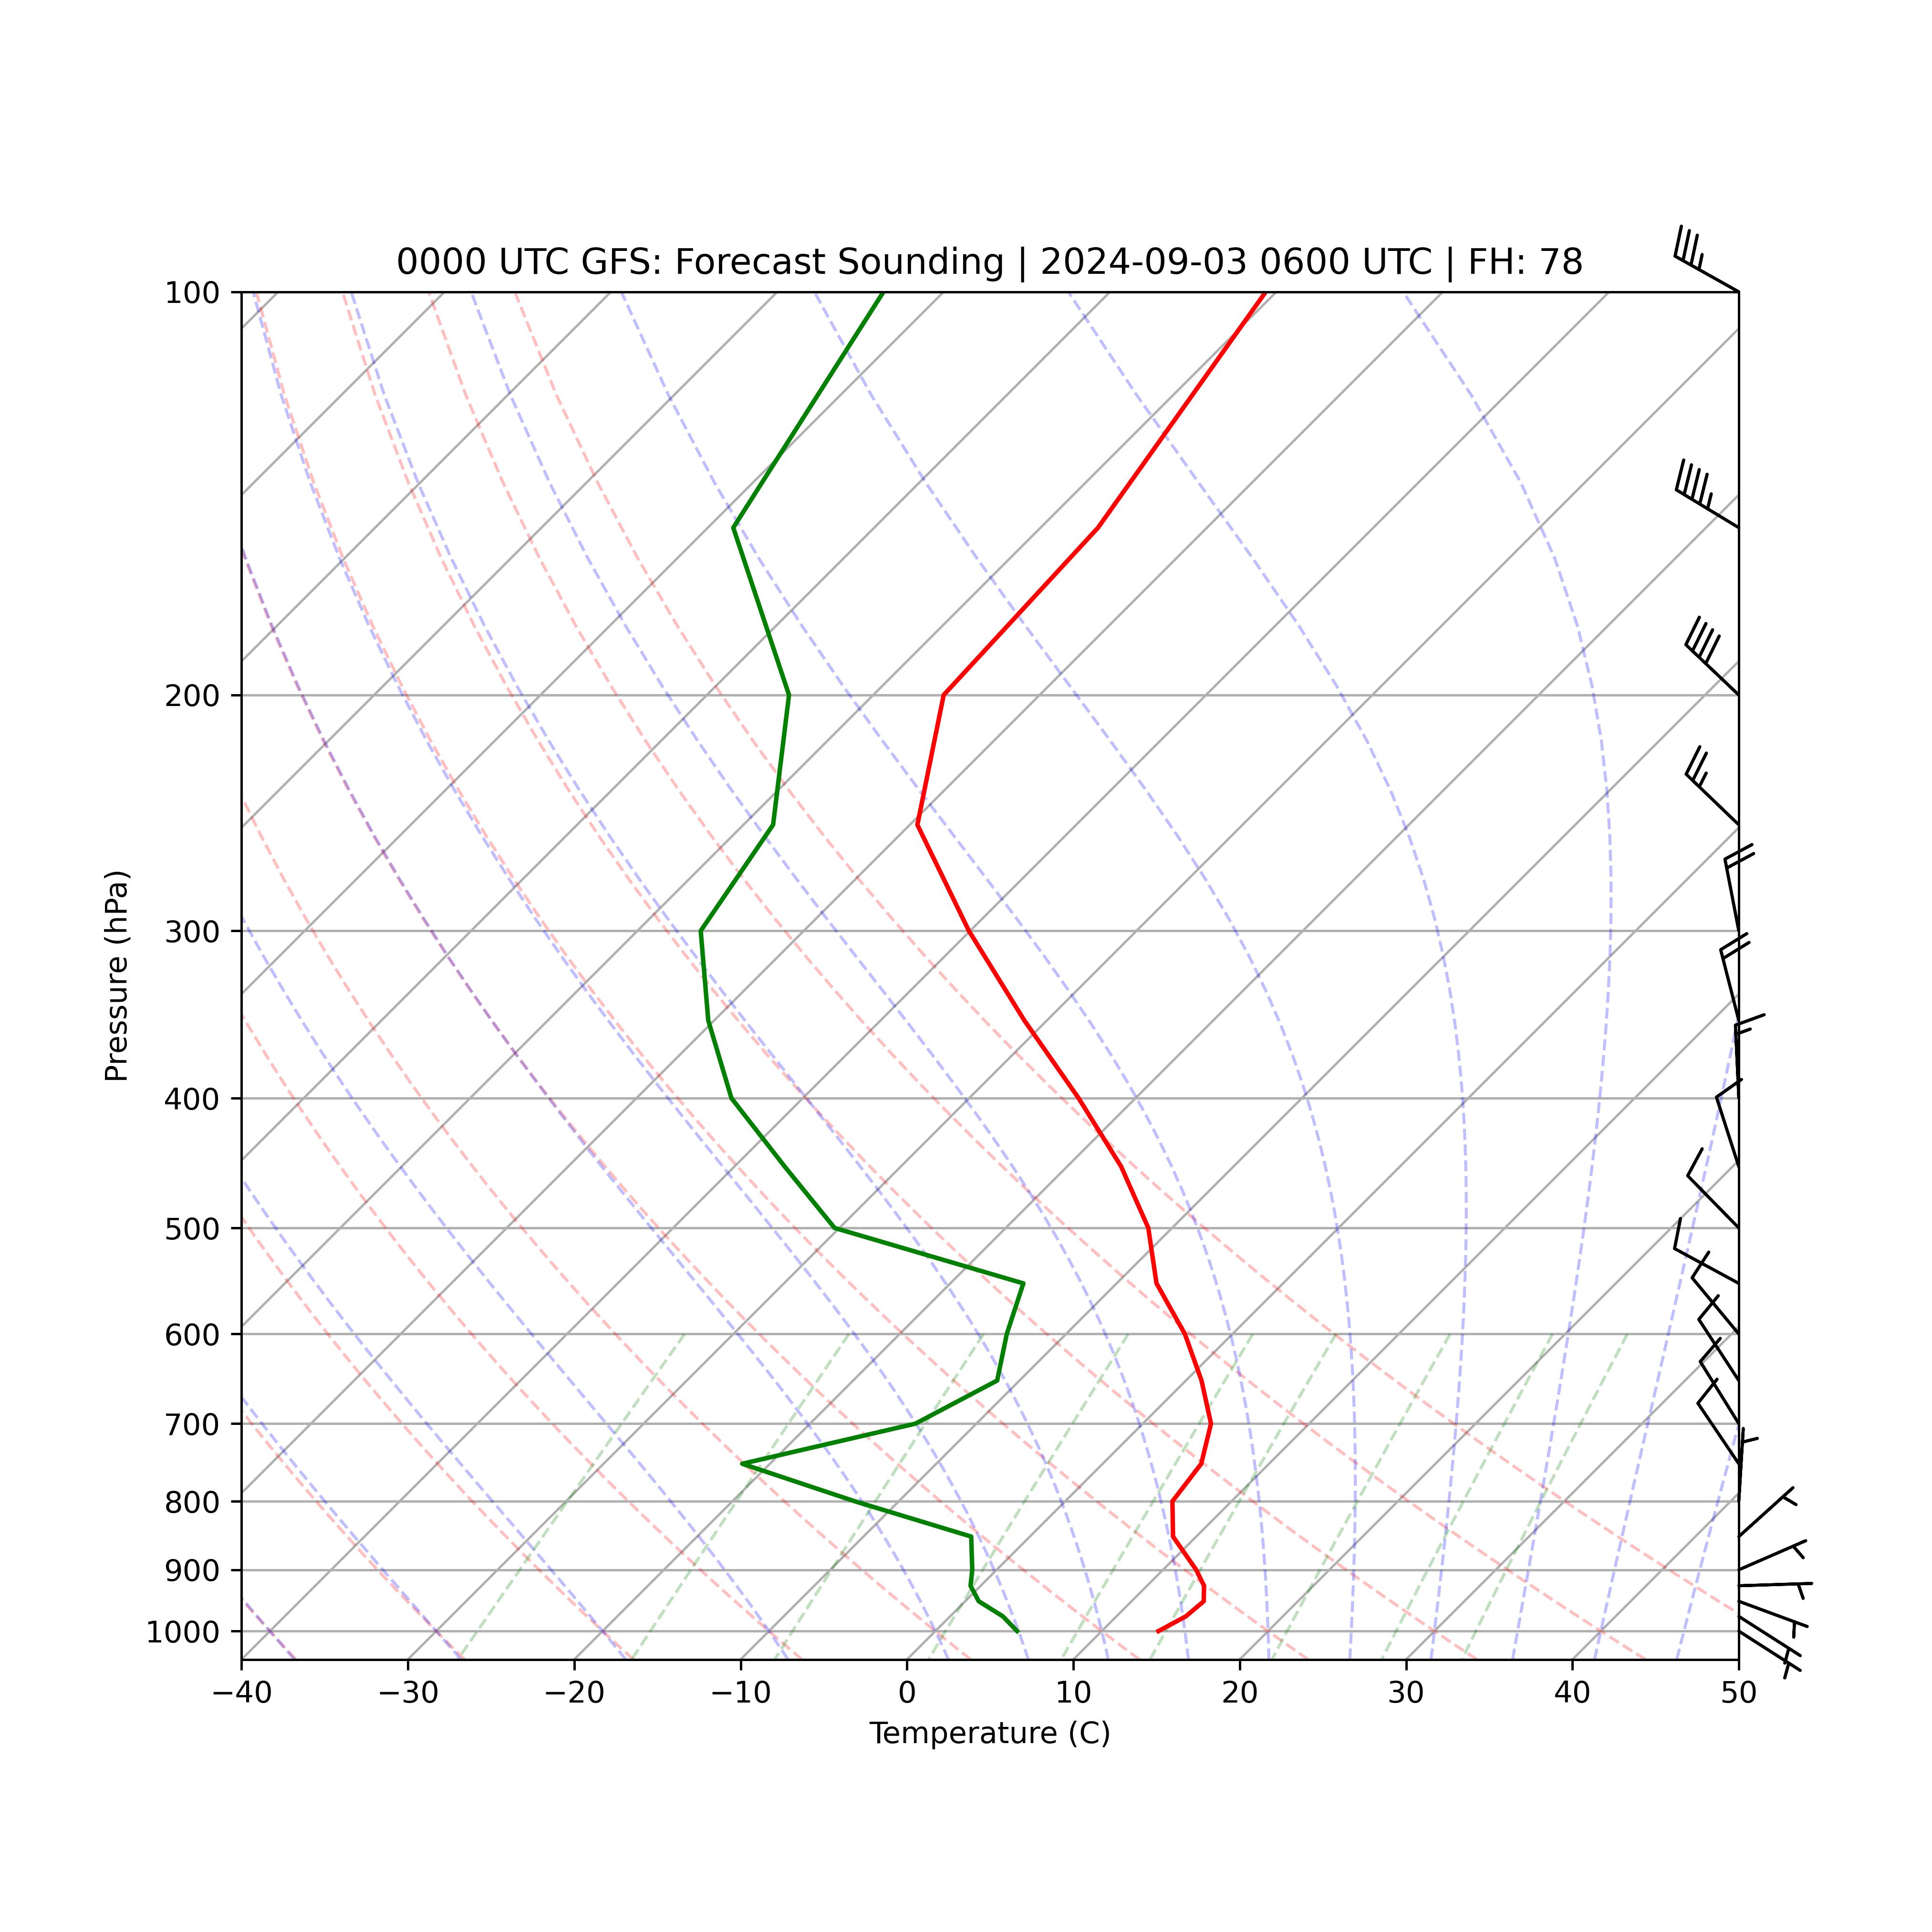 0000 UTC GFS: Forecast Sounding | 2024-09-03 0600 UTC | FH: 78
100
200
300
400
500
600
700
800
900
1000
Pressure (hPa)
−40 −30 −20 −10 0 10 20 30 40 50
Temperature (C)